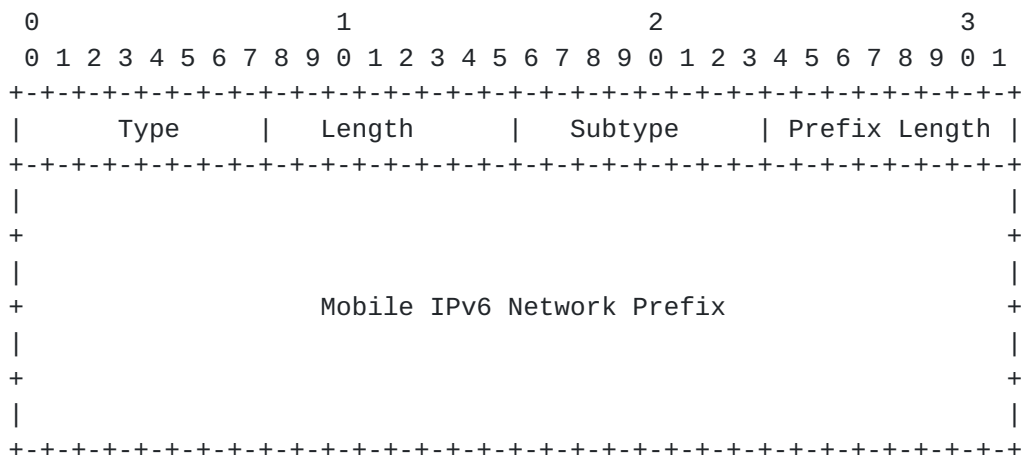 0                   1                   2                   3
 0 1 2 3 4 5 6 7 8 9 0 1 2 3 4 5 6 7 8 9 0 1 2 3 4 5 6 7 8 9 0 1
+-+-+-+-+-+-+-+-+-+-+-+-+-+-+-+-+-+-+-+-+-+-+-+-+-+-+-+-+-+-+-+-+
|      Type     |   Length      |   Subtype     | Prefix Length |
+-+-+-+-+-+-+-+-+-+-+-+-+-+-+-+-+-+-+-+-+-+-+-+-+-+-+-+-+-+-+-+-+
|                                                               |
+                                                               +
|                                                               |
+                   Mobile IPv6 Network Prefix                  +
|                                                               |
+                                                               +
|                                                               |
+-+-+-+-+-+-+-+-+-+-+-+-+-+-+-+-+-+-+-+-+-+-+-+-+-+-+-+-+-+-+-+-+